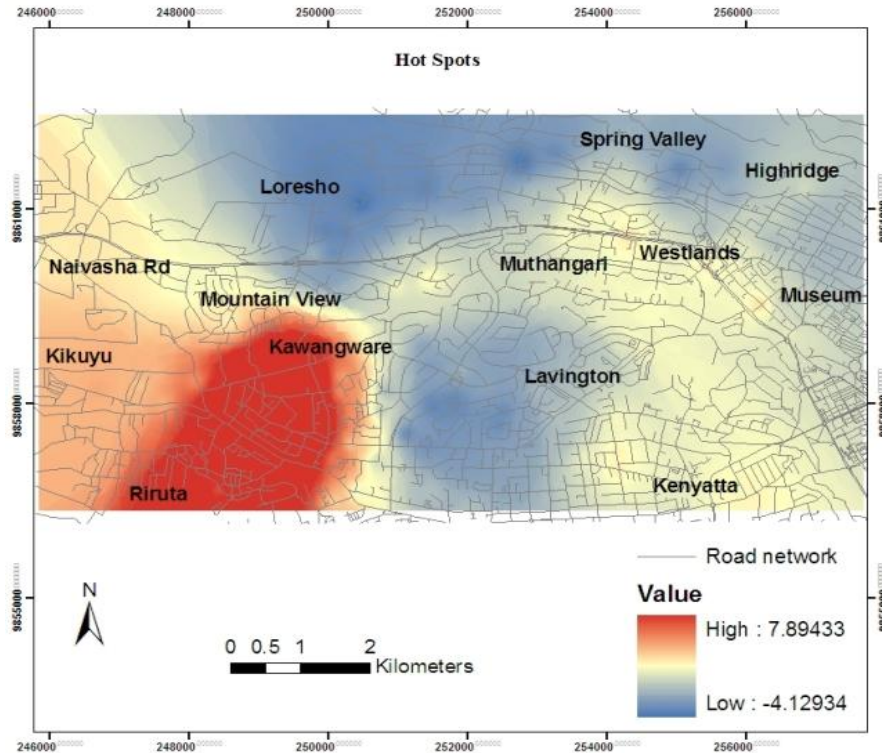 246000 248000 250000 252000 254000 256000
Hot Spots
Spring Valley
Loresho
Highridge
9861000
9861000
Naivasha Rd
Muthangari
Westlands
Mountain View
Museum
Kikuyu
Kawangware
Lavington
9858000
Riruta
Kenyatta
Road network
Value
9855000
9855000
N
High : 7.89433
0 0.5 1 2
Kilometers
Low : -4.12934
246000 248000 250000 252000 254000 256000